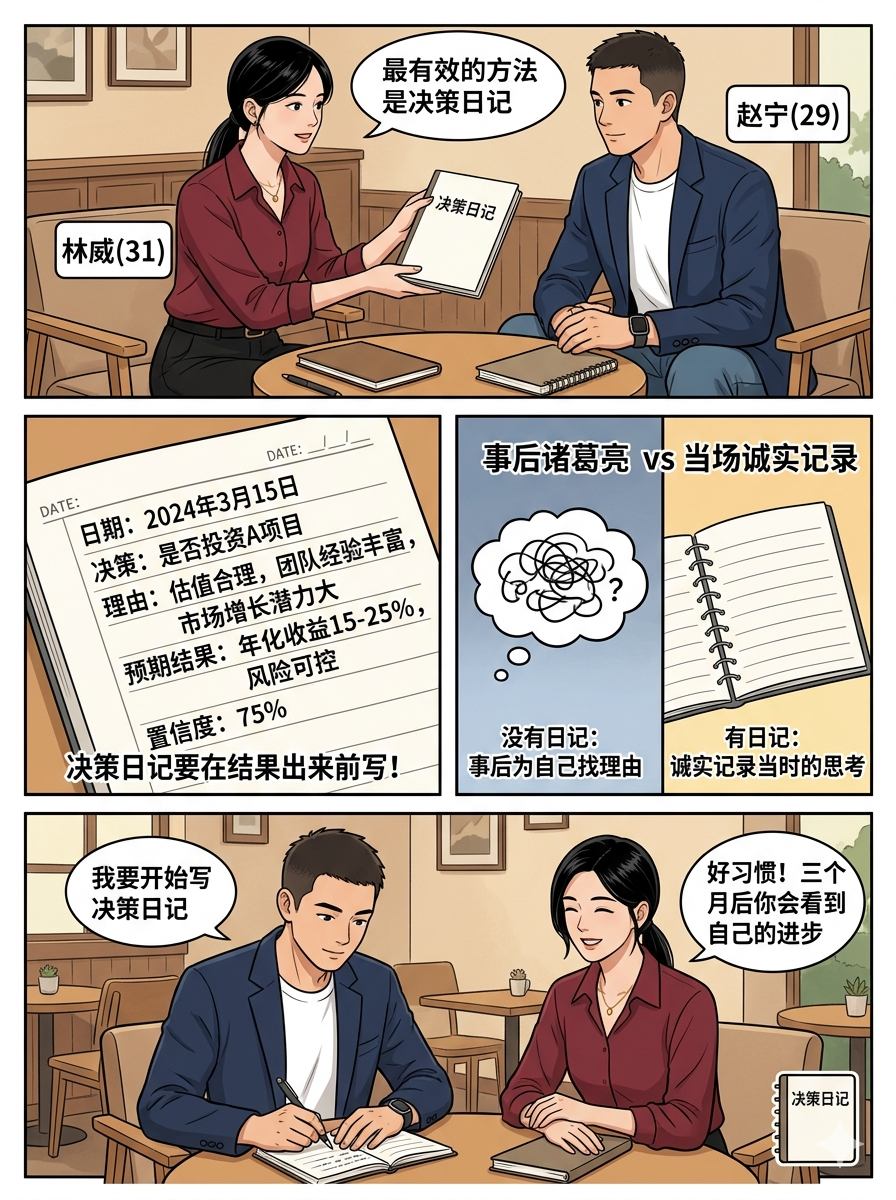 最有效的方法
是决策日记
赵宁(29)
决策日记
林威(31)
DATE:
DATE: __/__/__
日期：2024年3月15日
决策：是否投资A项目
理由：估值合理，团队经验丰富，
市场增长潜力大
预期结果：年化收益15-25%，
风险可控
置信度：75%
决策日记要在结果出来前写！
事后诸葛亮 vs 当场诚实记录
?
没有日记：
事后为自己找理由
有日记：
诚实记录当时的思考
我要开始写
决策日记
好习惯！三个
月后你会看到
自己的进步
决策日记